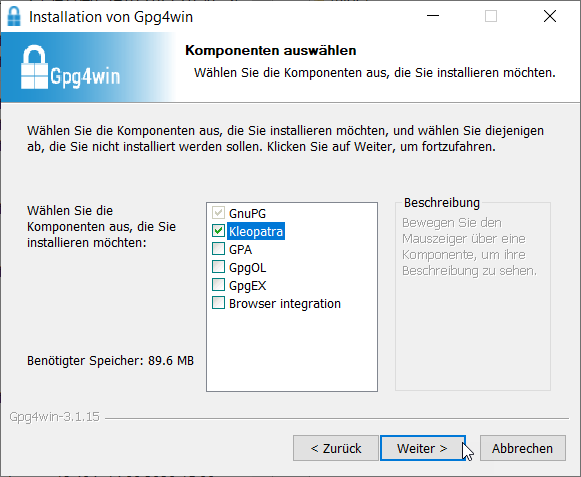 Installation von Gpg4win
Gpg4win
Komponenten auswählen
Wählen Sie die Komponenten aus, die Sie installieren möchten.
Wählen Sie die Komponenten aus, die Sie installieren möchten, und wählen Sie diejenigen
ab, die Sie nicht installiert werden sollen. Klicken Sie auf Weiter, um fortzufahren.
Wählen Sie die
Komponenten aus, die Sie
installieren möchten:
GnuPG
Kleopatra
GPA
GpgOL
GpgEX
Browser integration
Beschreibung
Bewegen Sie den
Mauszeiger über eine
Komponente, um ihre
Beschreibung zu sehen.
Benötigter Speicher: 89.6 MB
Gpg4win-3.1.15
< Zurück
Weiter >
Abbrechen